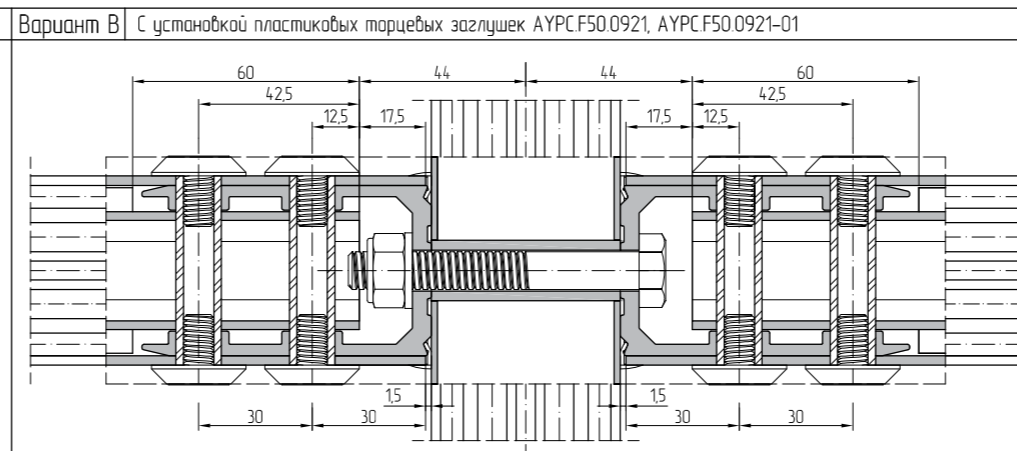 Вариант В
С установкой пластиковых торцевых заглушек AYPC.F50.0921, AYPC.F50.0921-01
60 44 44 60
42,5 42,5
12,5 17,5 17,5 12,5
1,5 1,5
30 30 30 30